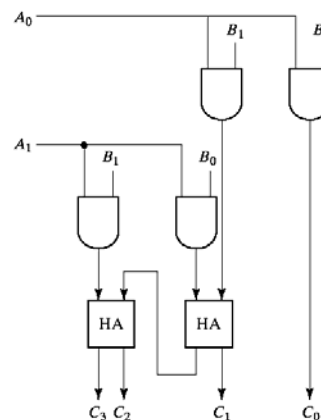 A₀
B₁ B
A₁
B₁ B₀
HA HA
C₃ C₂ C₁ C₀